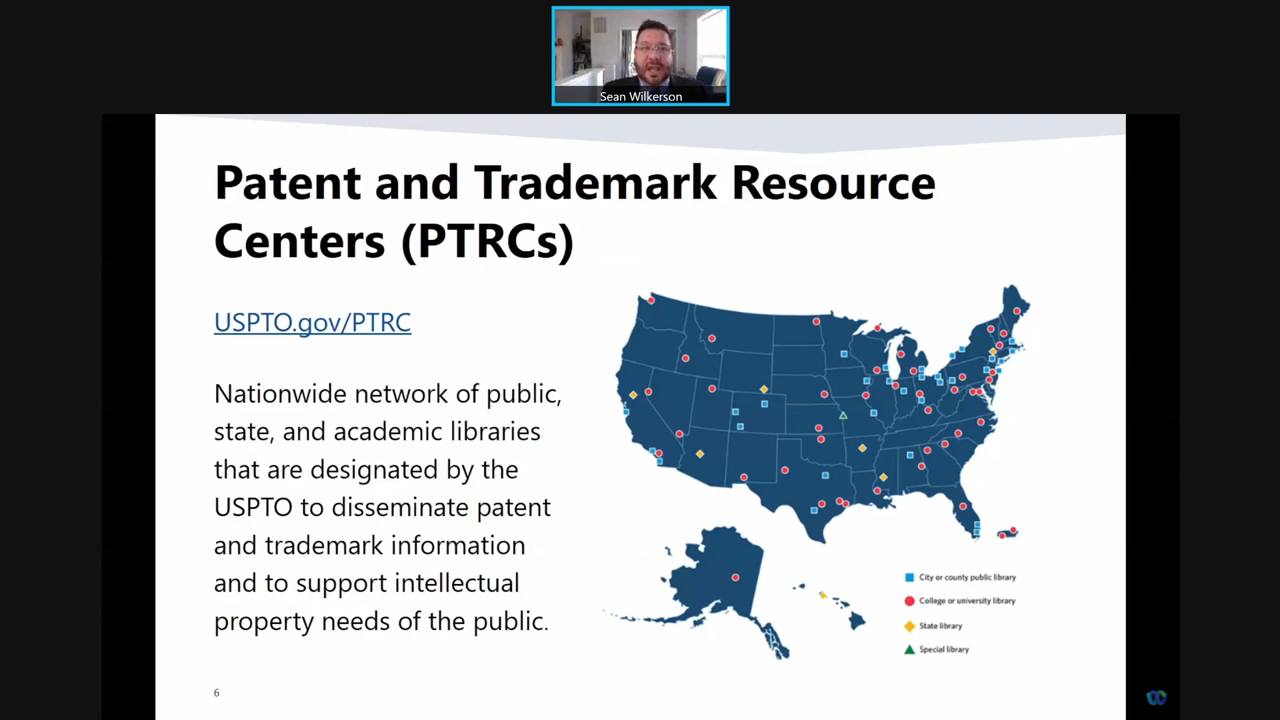 Sean Wilkerson
Patent and Trademark Resource
Centers (PTRCs)
USPTO.gov/PTRC
Nationwide network of public,
state, and academic libraries
that are designated by the
USPTO to disseminate patent
and trademark information
and to support intellectual
property needs of the public.
City or county public library
College or university library
State library
Special library
6